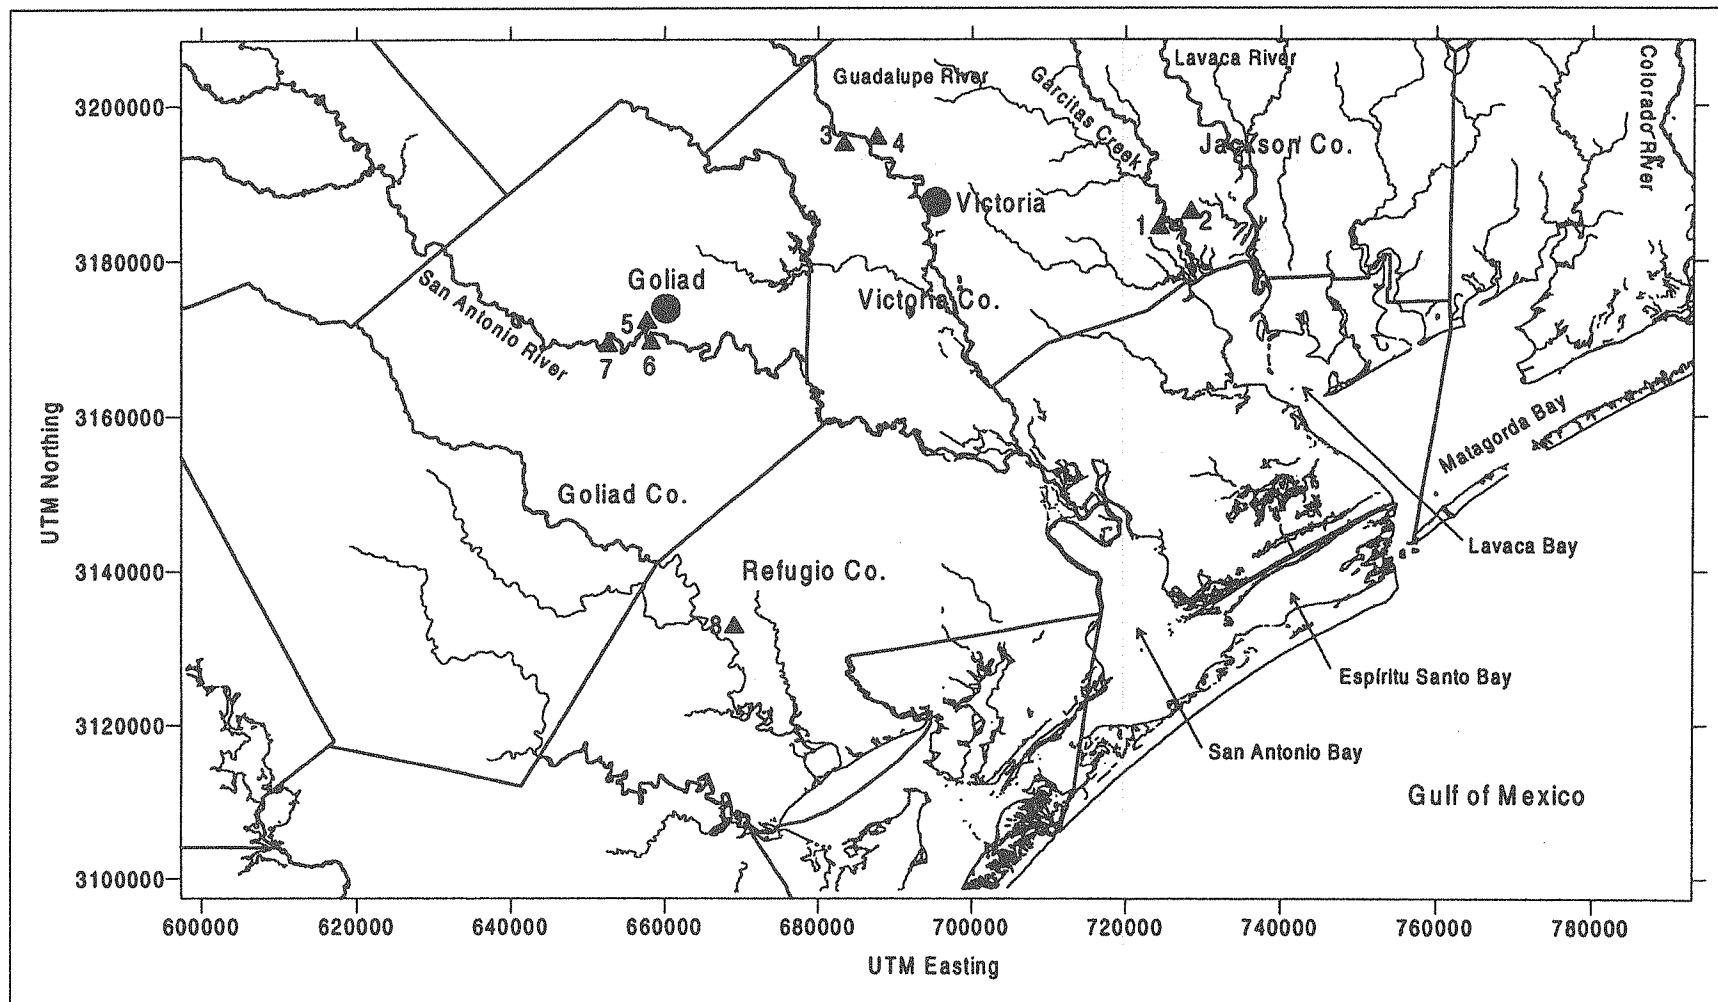 Guadalupe River
Lavaca River
Garcitas Creek
Colorado River
Jackson Co.
3
4
Victoria
1
2
Goliad
San Antonio River
Victoria Co.
5
7
6
Matagorda Bay
Goliad Co.
Lavaca Bay
Refugio Co.
8
Espíritu Santo Bay
San Antonio Bay
Gulf of Mexico
UTM Northing
3200000
3180000
3160000
3140000
3120000
3100000
600000 620000 640000 660000 680000 700000 720000 740000 760000 780000
UTM Easting